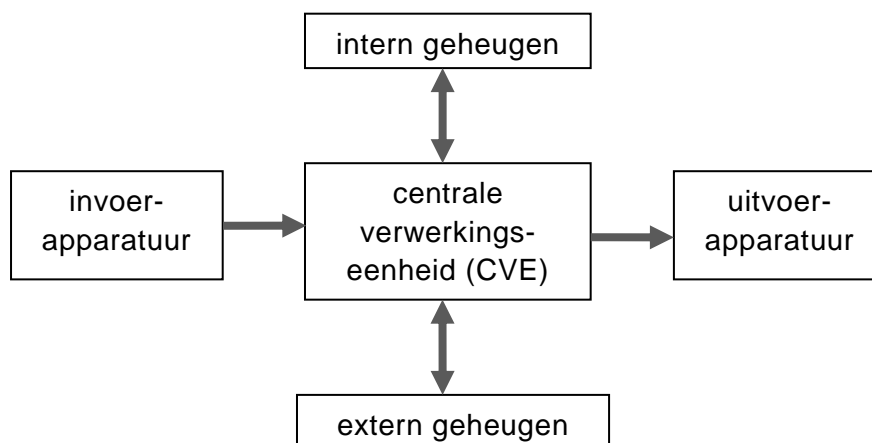 intern geheugen
invoer-
apparatuur
centrale
verwerkings-
eenheid (CVE)
uitvoer-
apparatuur
extern geheugen